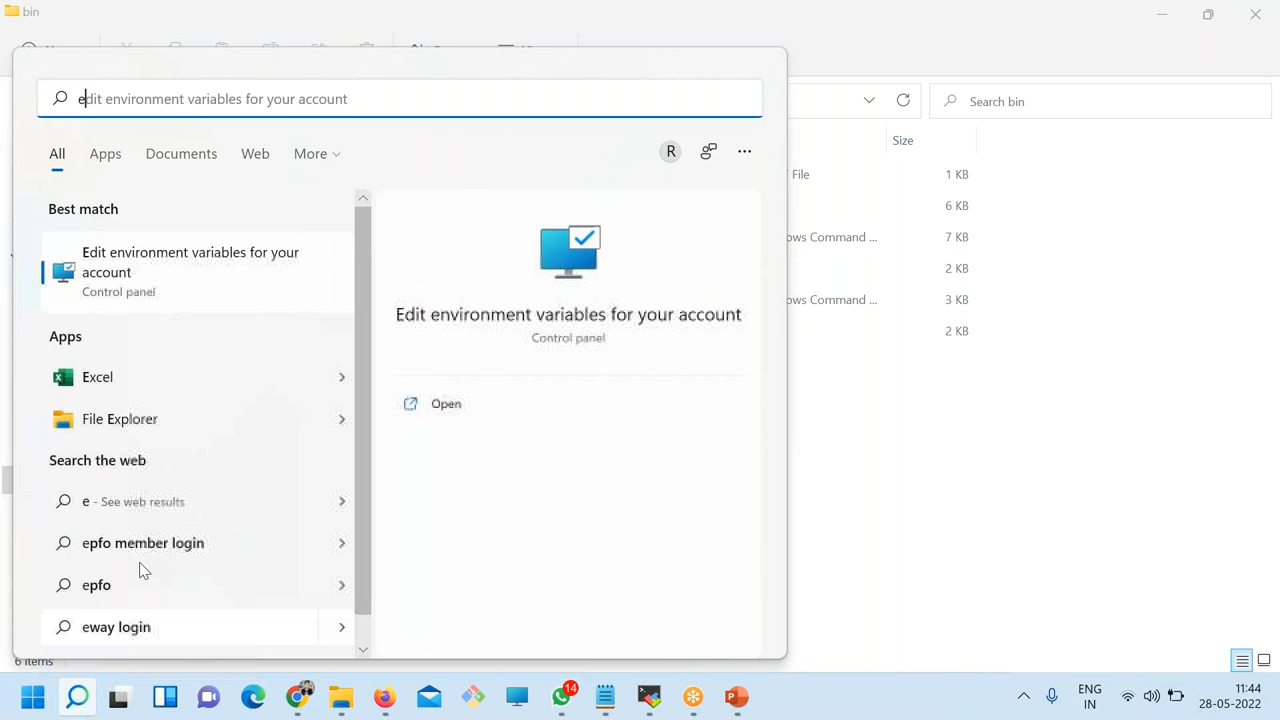 bin
edit environment variables for your account
Search bin
All
Apps
Documents
Web
More
R
Size
Best match
Edit environment variables for your
account
Control panel
Edit environment variables for your account
Control panel
Open
File
1 KB
6 KB
ows Command ...
7 KB
2 KB
ows Command ...
3 KB
2 KB
Apps
Excel
File Explorer
Search the web
e - See web results
epfo member login
epfo
eway login
6 items
14
ENG
IN
11:44
28-05-2022